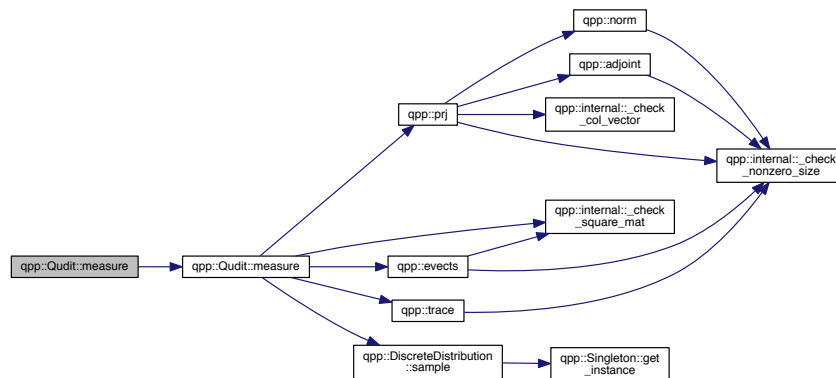 qpp::norm
qpp::adjoint
qpp::prj
qpp::internal::_check
_col_vector
qpp::internal::_check
_nonzero_size
qpp::internal::_check
_square_mat
qpp::Qudit::measure
qpp::Qudit::measure
qpp::evects
qpp::trace
qpp::DiscreteDistribution
::sample
qpp::Singleton::get
_instance